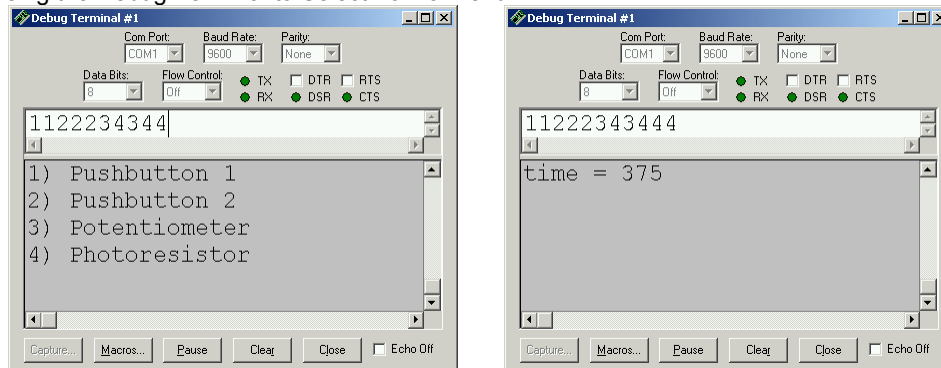 Debug Terminal #1
Com Port: Baud Rate: Parity:
COM1 9600 None
Data Bits: Flow Control:
8 Off TX DTR RTS
RX DSR CTS
1122234344
1) Pushbutton 1
2) Pushbutton 2
3) Potentiometer
4) Photoresistor
Capture... Macros... Pause Clear Close Echo Off
Debug Terminal #1
Com Port: Baud Rate: Parity:
COM1 9600 None
Data Bits: Flow Control:
8 Off TX DTR RTS
RX DSR CTS
11222343444
time = 375
Capture... Macros... Pause Clear Close Echo Off